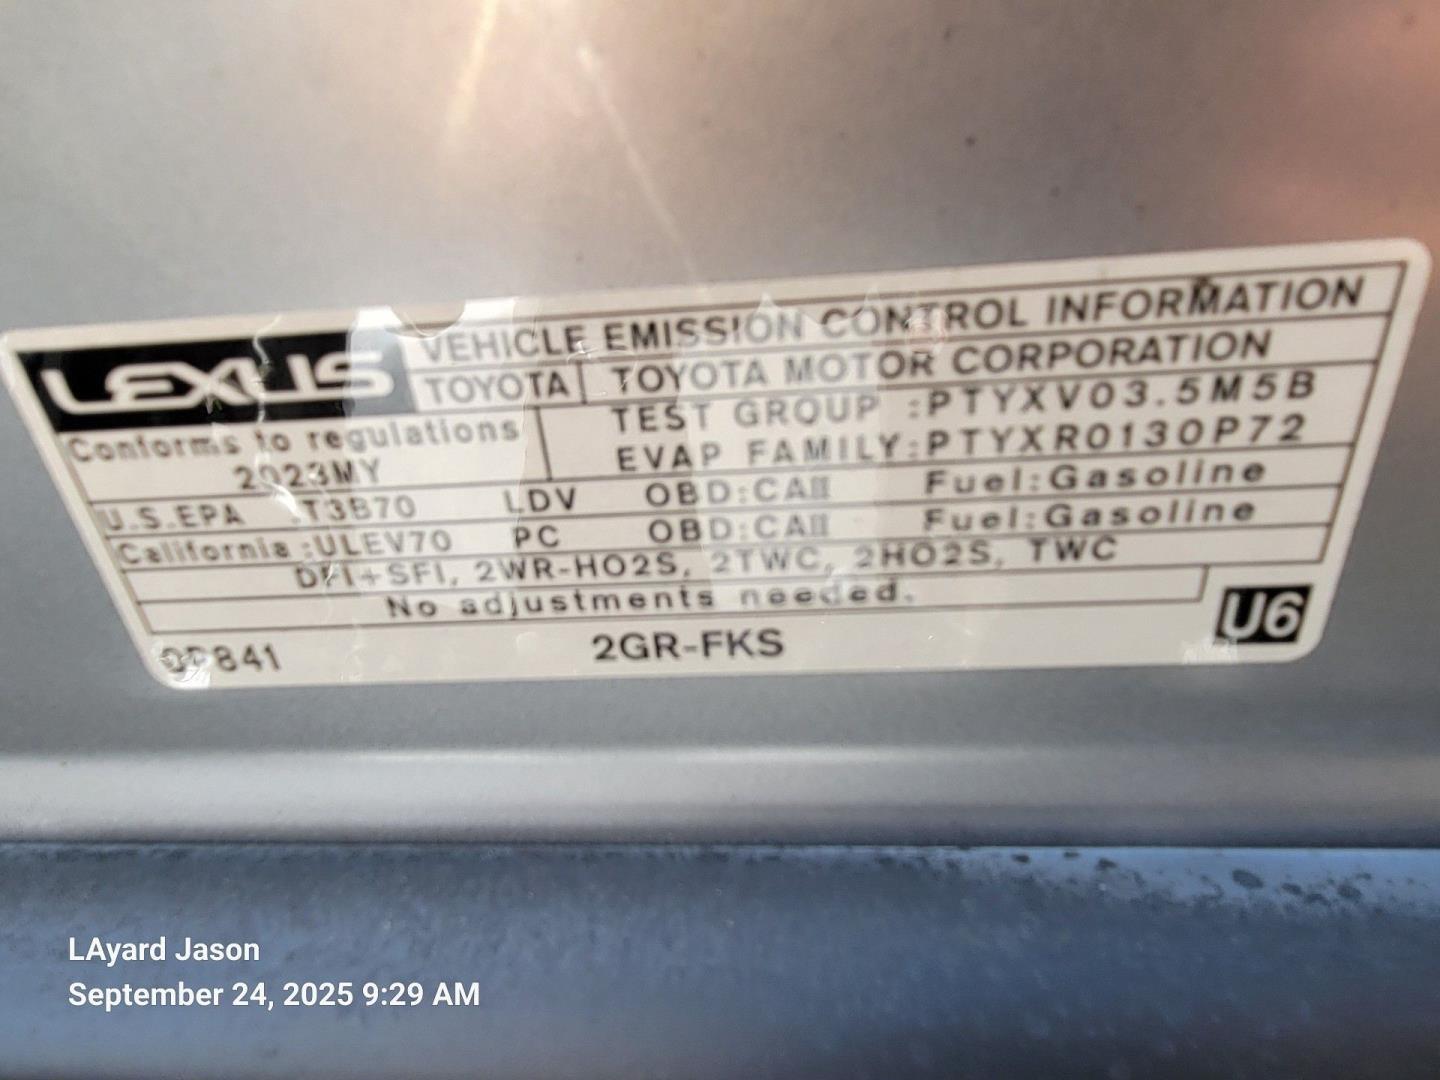 LEXUS VEHICLE EMISSION CONTROL INFORMATION
TOYOTA TOYOTA MOTOR CORPORATION
Conforms to regulations TEST GROUP :PTYXV03.5M5B
2023MY EVAP FAMILY:PTYXR0130P72
U.S.EPA :T3B70 LDV OBD:CAII Fuel:Gasoline
California:ULEV70 PC OBD:CAII Fuel:Gasoline
DFI+SFI, 2WR-HO2S, 2TWC, 2HO2S, TWC
No adjustments needed.
2GR-FKS U6
LAyard Jason
September 24, 2025 9:29 AM